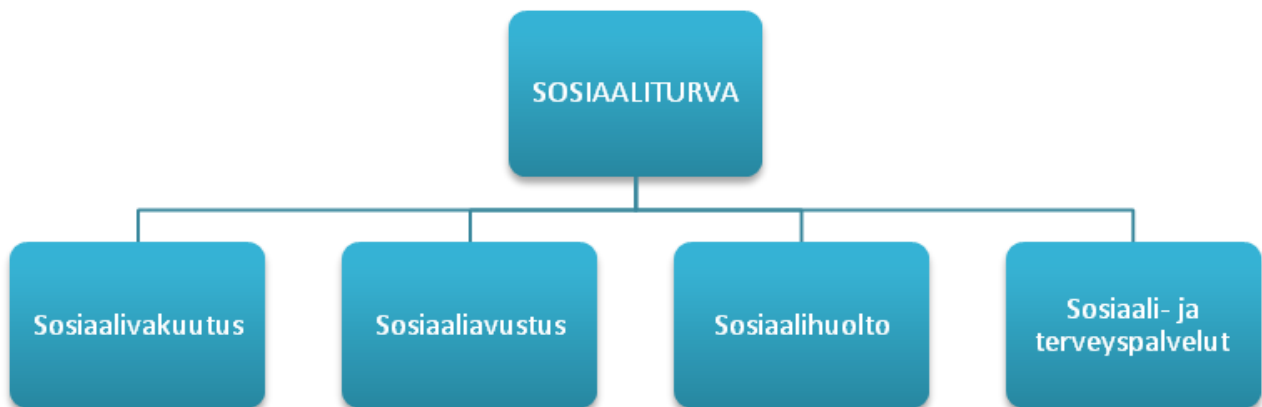 SOSIAALITURVA
Sosiaalivakuutus
Sosiaaliavustus
Sosiaalihuolto
Sosiaali- ja
terveyspalvelut